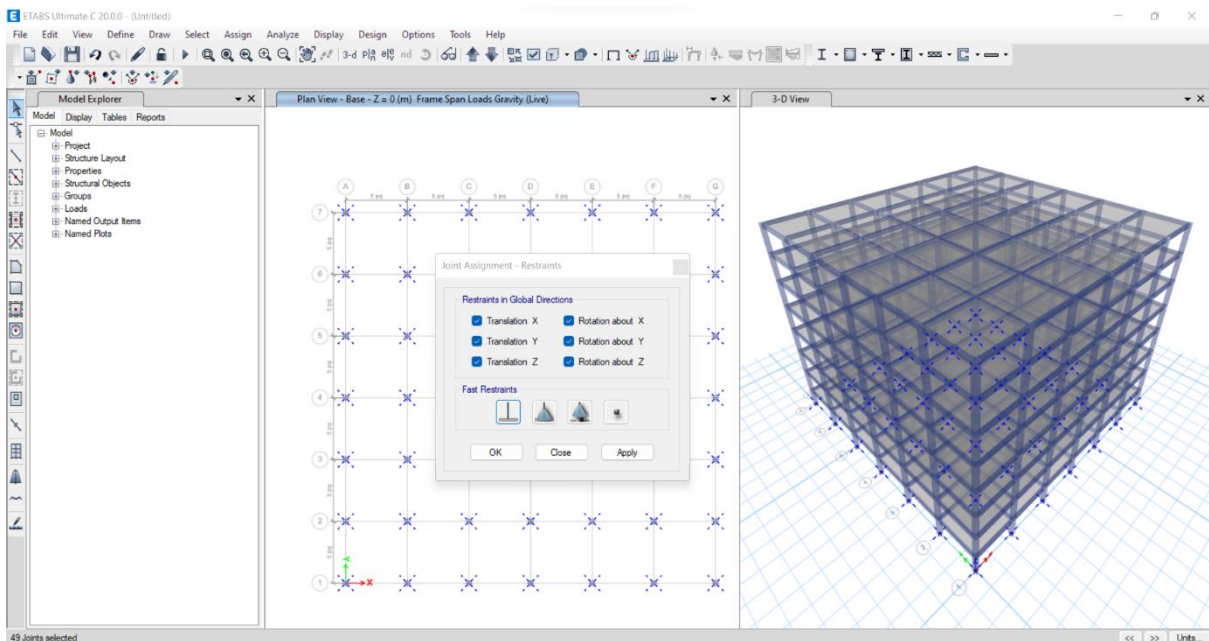 ETABS Ultimate C 20.0.0 - (Untitled)
File Edit View Define Draw Select Assign Analyze Display Design Options Tools Help
3-d nd
Model Explorer
Plan View - Base - Z = 0 (m) Frame Span Loads Gravity (Live)
3-D View
Model Display Tables Reports
Model
Project
Structure Layout
Properties
Structural Objects
Groups
Loads
Named Output Items
Named Plots
A B C D E F G
7
6
5
4
3
2
1
X
Y
Joint Assignment - Restraints
Restraints in Global Directions
Translation X Rotation about X
Translation Y Rotation about Y
Translation Z Rotation about Z
Fast Restraints
OK Close Apply
49 Joints selected
<< >> Units...